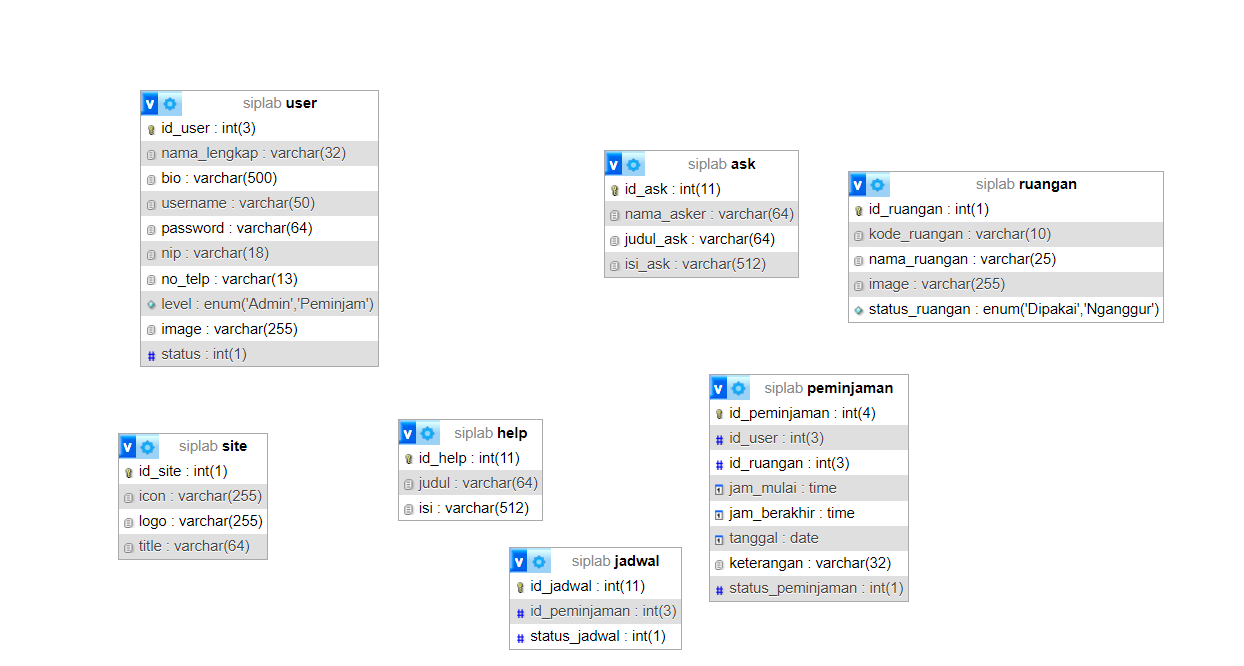 siplab user
id_user : int(3)
nama_lengkap : varchar(32)
bio : varchar(500)
username : varchar(50)
password : varchar(64)
nip : varchar(18)
no_telp : varchar(13)
level : enum('Admin','Peminjam')
image : varchar(255)
status : int(1)
siplab ask
id_ask : int(11)
nama_asker : varchar(64)
judul_ask : varchar(64)
isi_ask : varchar(512)
siplab ruangan
id_ruangan : int(1)
kode_ruangan : varchar(10)
nama_ruangan : varchar(25)
image : varchar(255)
status_ruangan : enum('Dipakai','Nganggur')
siplab site
id_site : int(1)
icon : varchar(255)
logo : varchar(255)
title : varchar(64)
siplab help
id_help : int(11)
judul : varchar(64)
isi : varchar(512)
siplab peminjaman
id_peminjaman : int(4)
id_user : int(3)
id_ruangan : int(3)
jam_mulai : time
jam_berakhir : time
tanggal : date
keterangan : varchar(32)
status_peminjaman : int(1)
siplab jadwal
id_jadwal : int(11)
id_peminjaman : int(3)
status_jadwal : int(1)